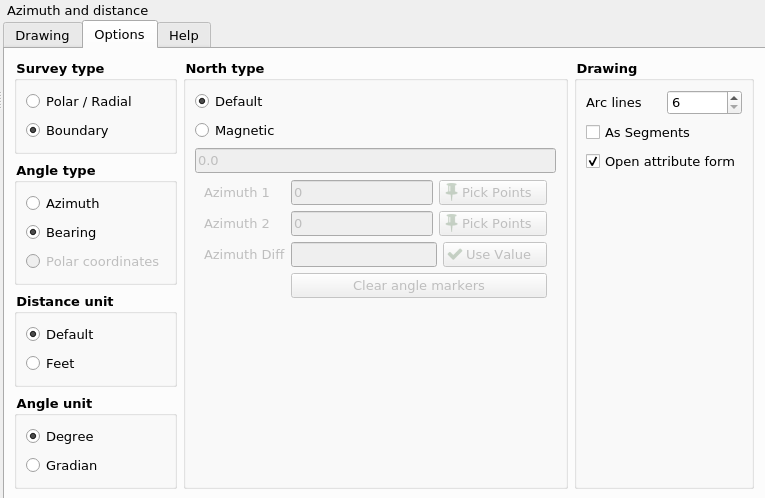 Azimuth and distance
Drawing Options Help
Survey type
Polar / Radial
Boundary
Angle type
Azimuth
Bearing
Polar coordinates
Distance unit
Default
Feet
Angle unit
Degree
Gradian
North type
Default
Magnetic
0.0
Azimuth 1 0 Pick Points
Azimuth 2 0 Pick Points
Azimuth Diff Use Value
Clear angle markers
Drawing
Arc lines 6
As Segments
Open attribute form